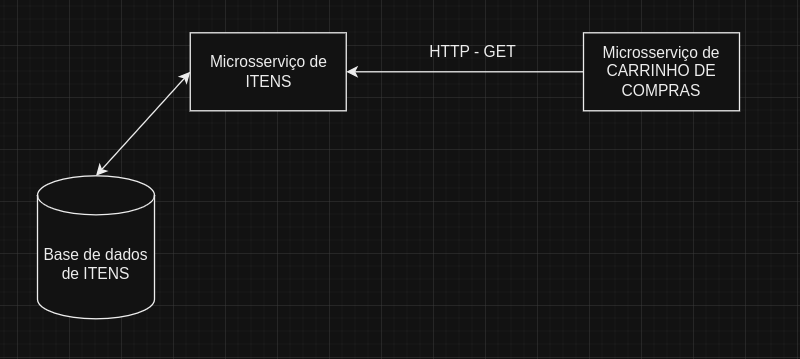 Microsserviço de
ITENS
HTTP - GET
Microsserviço de
CARRINHO DE
COMPRAS
Base de dados
de ITENS